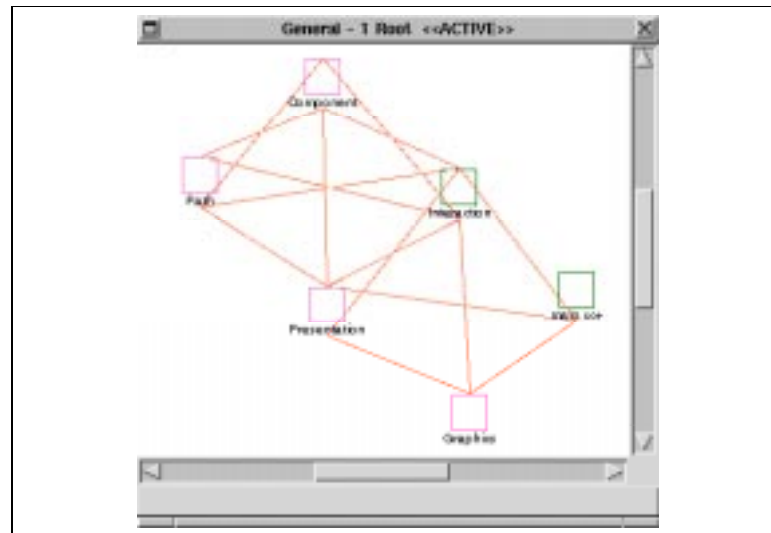 General - 1 Root <<ACTIVE>>
Component
Path
Interaction
Presentation
Graphics